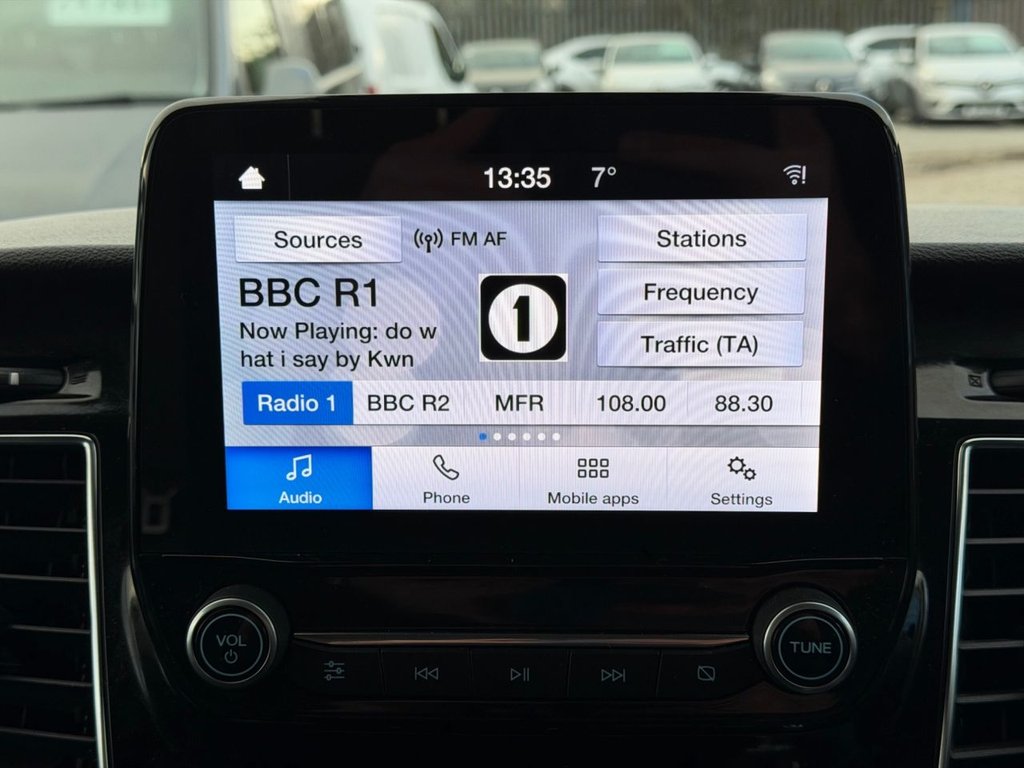 13:35 7°
Sources FM AF Stations
BBC R1
1
Frequency
Now Playing: do w
hat i say by Kwn
Traffic (TA)
Radio 1 BBC R2 MFR 108.00 88.30
Audio Phone Mobile apps Settings
VOL
TUNE